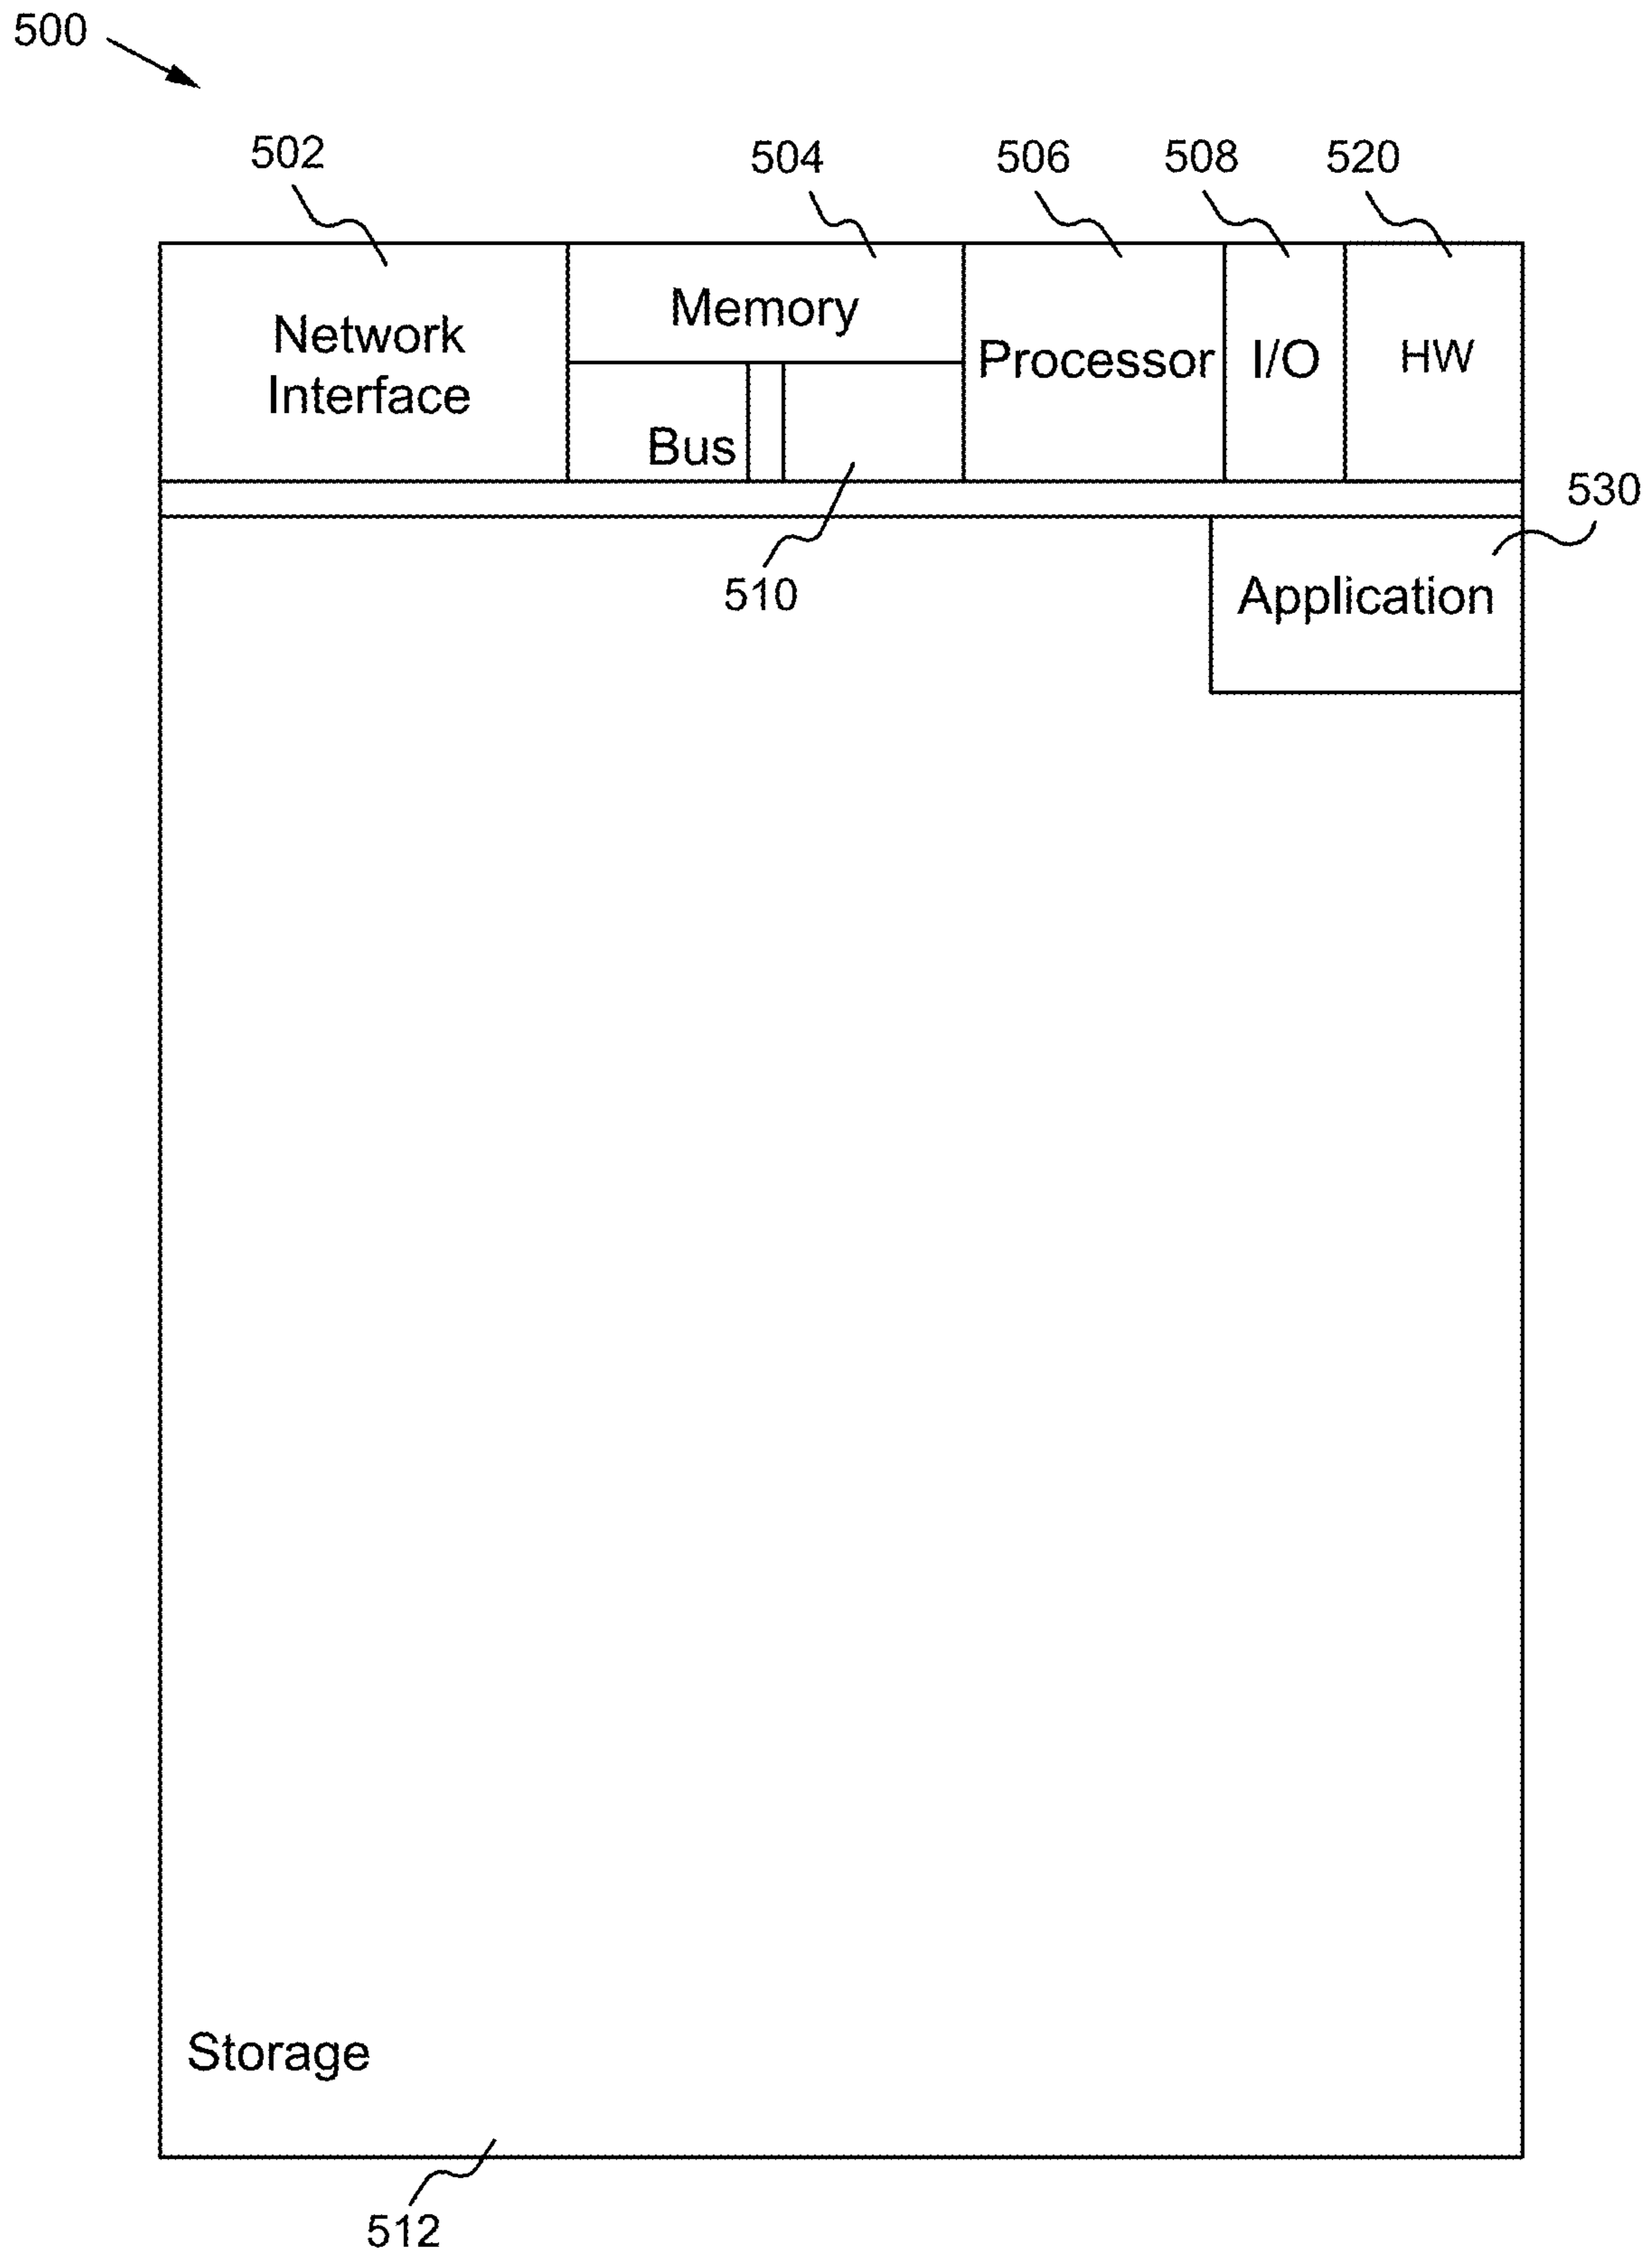 500
502
504
506
508
520
Network
Interface
Memory
Processor
I/O
HW
Bus
530
510
Application
Storage
512